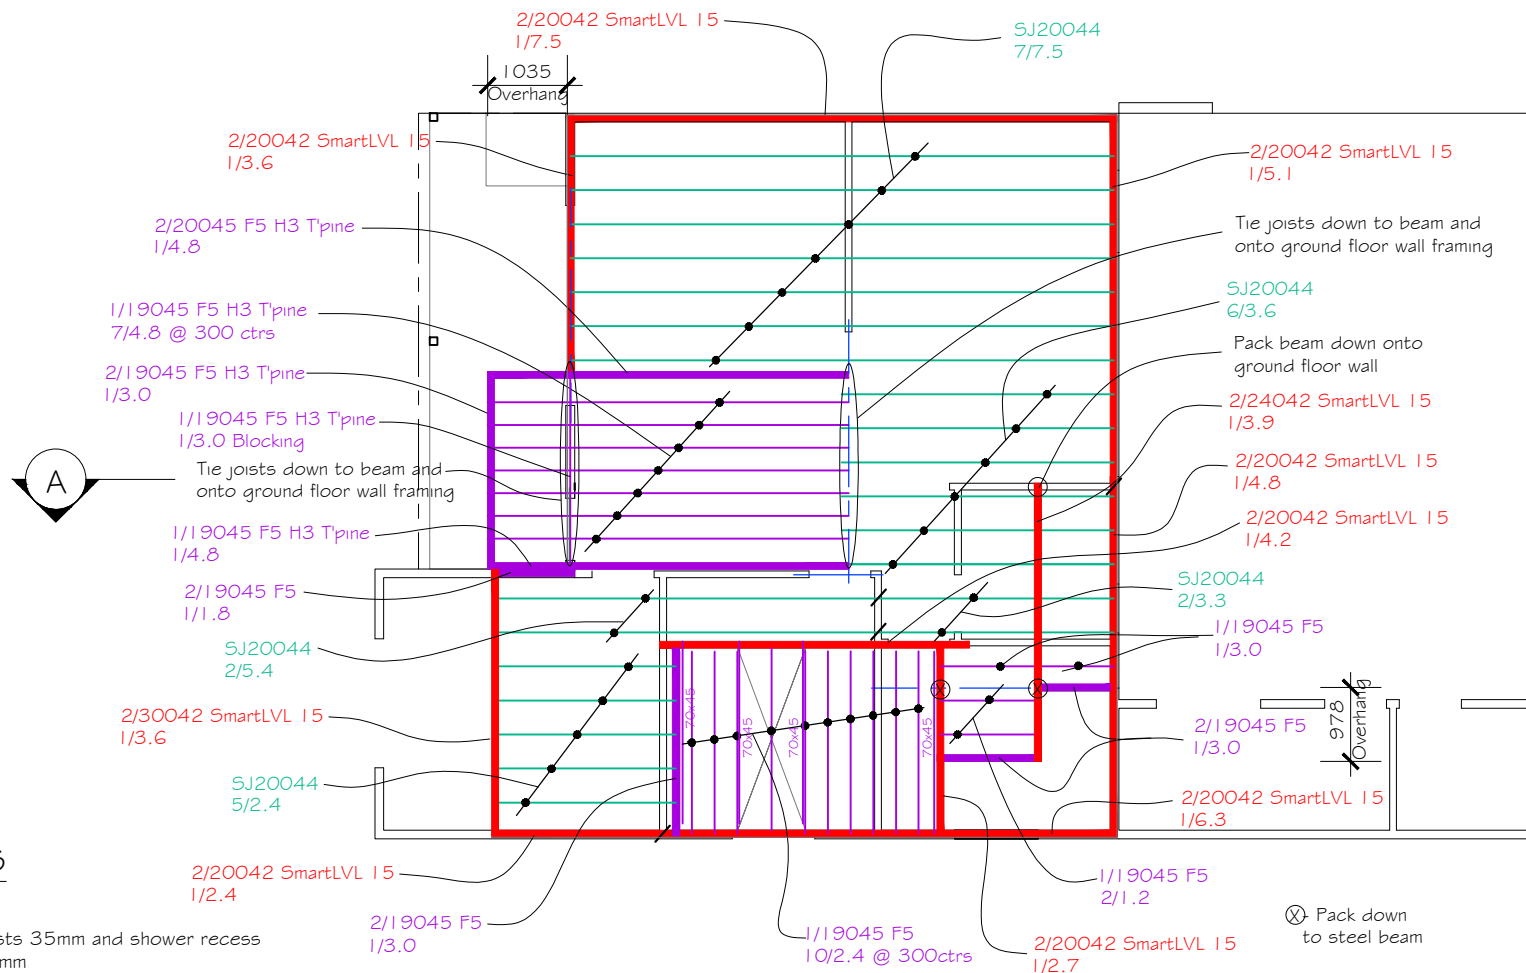 2/20042 SmartLVL 15
1/7.5
SJ20044
7/7.5
1035
Overhang
2/20042 SmartLVL 15
1/3.6
2/20042 SmartLVL 15
1/5.1
2/20045 F5 H3 T'pine
1/4.8
Tie joists down to beam and
onto ground floor wall framing
SJ20044
6/3.6
1/19045 F5 H3 T'pine
7/4.8 @ 300 ctrs
Pack beam down onto
ground floor wall
2/19045 F5 H3 T'pine
1/3.0
2/24042 SmartLVL 15
1/3.9
1/19045 F5 H3 T'pine
1/3.0 Blocking
A
Tie joists down to beam and
onto ground floor wall framing
2/20042 SmartLVL 15
1/4.8
1/19045 F5 H3 T'pine
1/4.8
2/20042 SmartLVL 15
1/4.2
2/19045 F5
1/1.8
SJ20044
2/3.3
SJ20044
2/5.4
1/19045 F5
1/3.0
70x45
70x45
70x45
70x45
2/30042 SmartLVL 15
1/3.6
2/19045 F5
1/3.0
978
Overhang
SJ20044
5/2.4
2/20042 SmartLVL 15
1/6.3
2/20042 SmartLVL 15
1/2.4
1/19045 F5
2/1.2
2/19045 F5
1/3.0
1/19045 F5
10/2.4 @ 300ctrs
2/20042 SmartLVL 15
1/2.7
X - Pack down
to steel beam
35mm and shower recess
mm